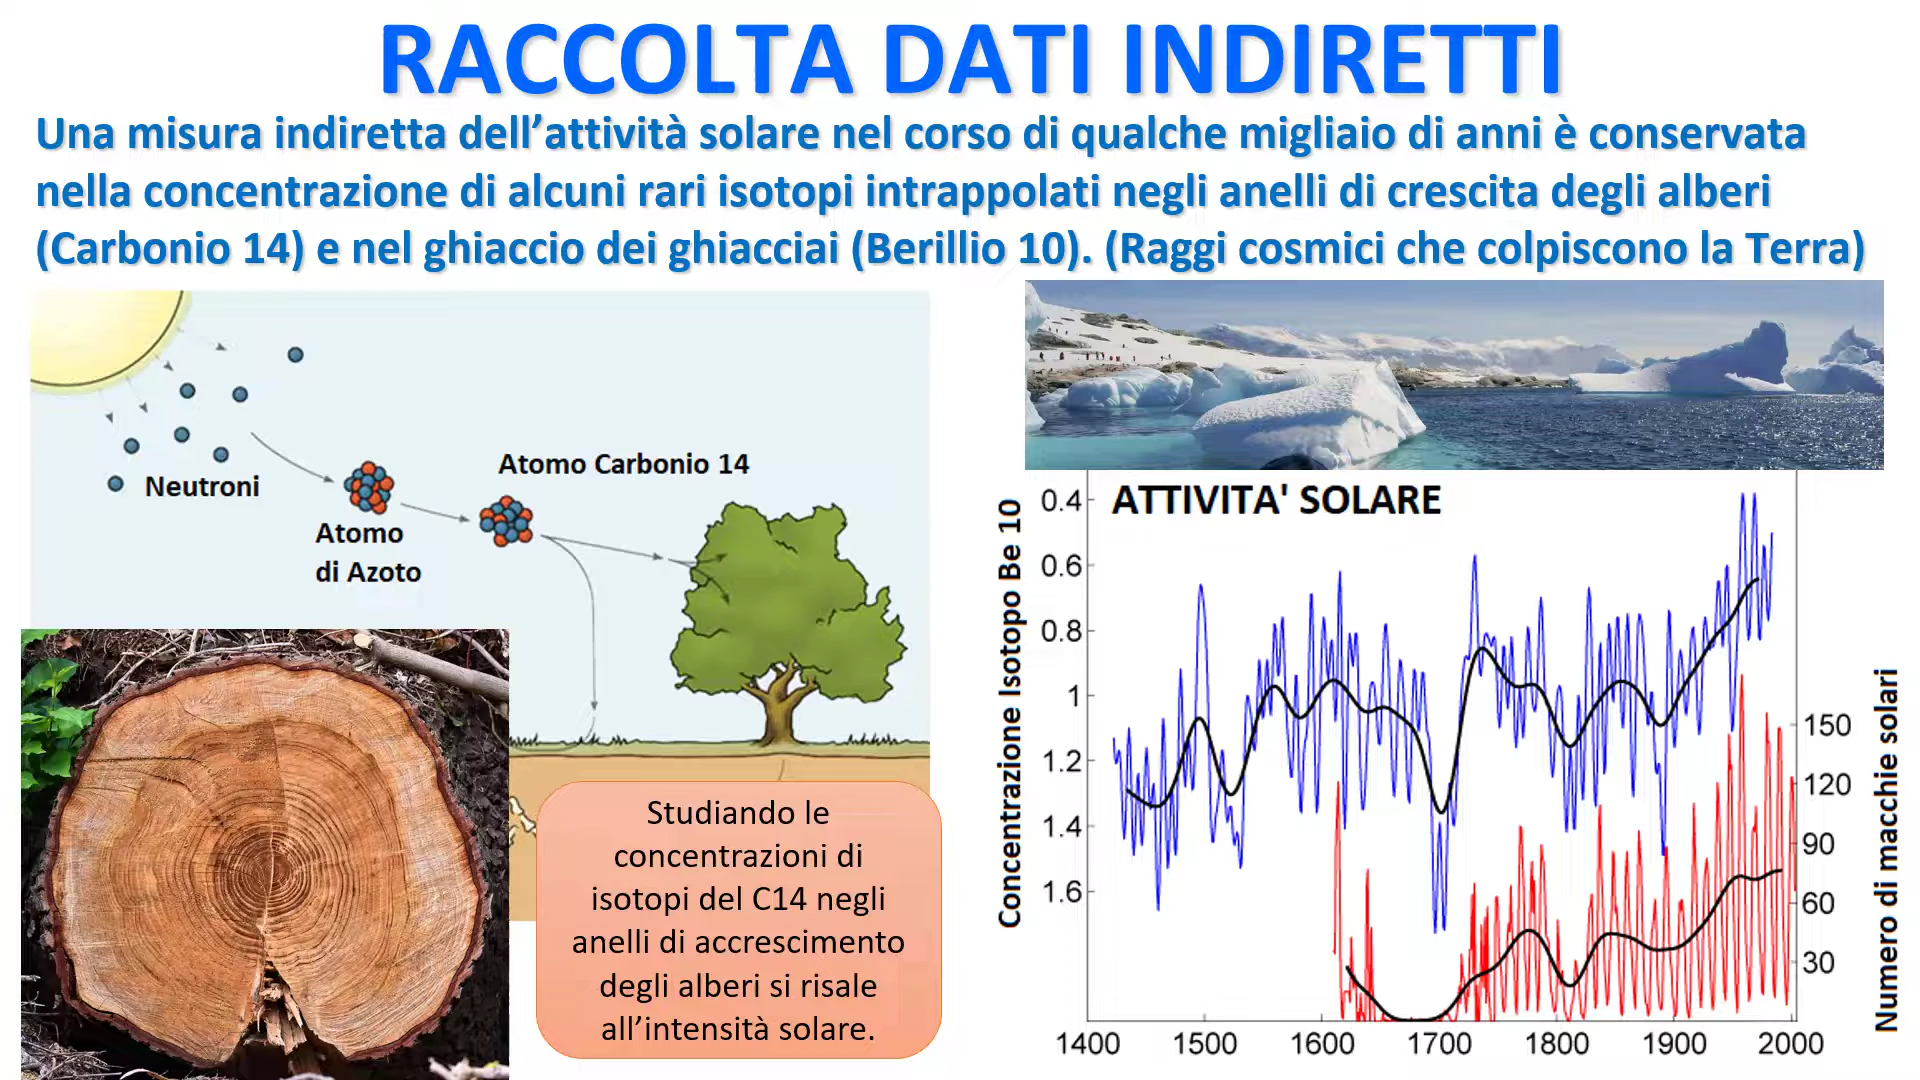 RACCOLTA DATI INDIRETTI
Una misura indiretta dell’attività solare nel corso di qualche migliaio di anni è conservata
nella concentrazione di alcuni rari isotopi intrappolati negli anelli di crescita degli alberi
(Carbonio 14) e nel ghiaccio dei ghiacciai (Berillio 10). (Raggi cosmici che colpiscono la Terra)
Neutroni
Atomo
di Azoto
Atomo Carbonio 14
Studiando le
concentrazioni di
isotopi del C14 negli
anelli di accrescimento
degli alberi si risale
all’intensità solare.
ATTIVITA' SOLARE
Concentrazione Isotopo Be 10
0.4
0.6
0.8
1
1.2
1.4
1.6
150
120
90
60
30
Numero di macchie solari
1400 1500 1600 1700 1800 1900 2000